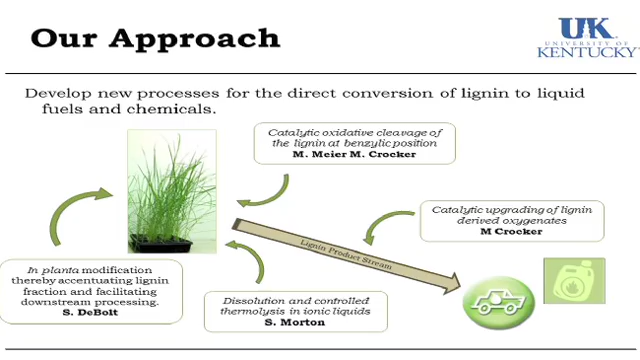 Our Approach
UK
UNIVERSITY OF
KENTUCKY
Develop new processes for the direct conversion of lignin to liquid
fuels and chemicals.
Catalytic oxidative cleavage of
the lignin at benzylic position
M. Meier M. Crocker
Catalytic upgrading of lignin
derived oxygenates
M Crocker
Lignin Product Stream
In planta modification
thereby accentuating lignin
fraction and facilitating
downstream processing.
S. DeBolt
Dissolution and controlled
thermolysis in ionic liquids
S. Morton